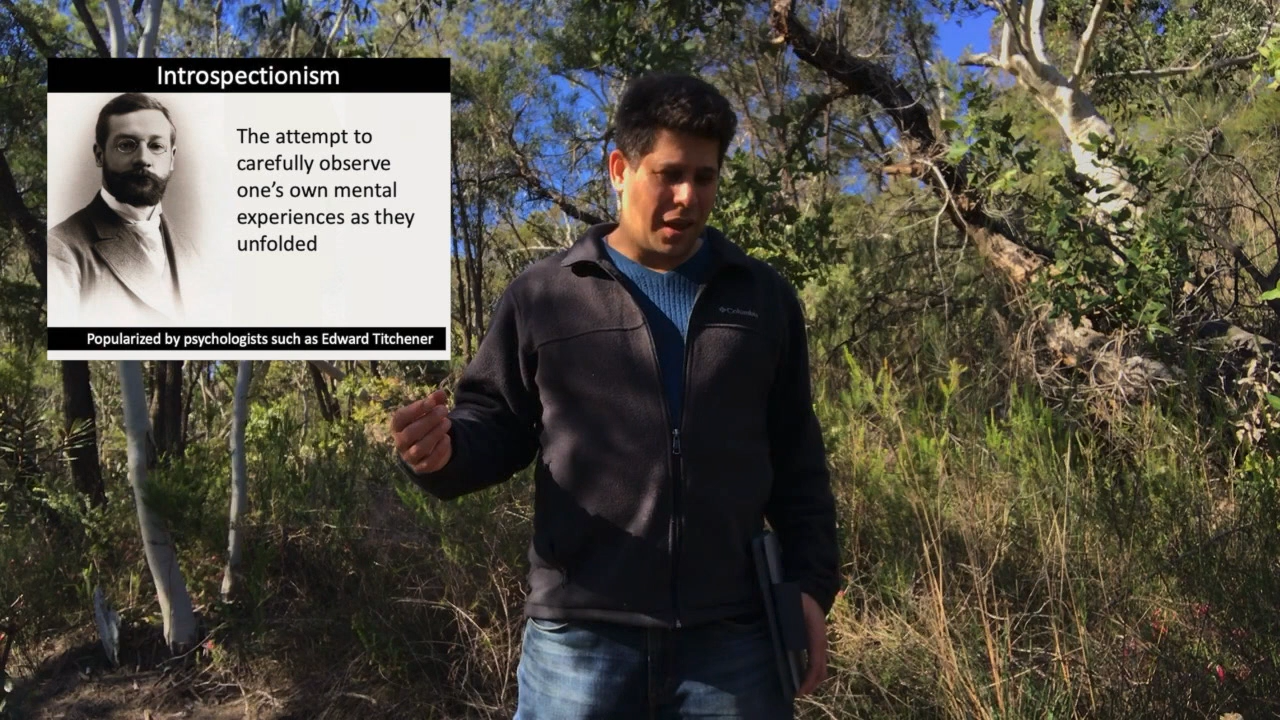 Introspectionism
The attempt to
carefully observe
one's own mental
experiences as they
unfolded
Popularized by psychologists such as Edward Titchener
Columbia